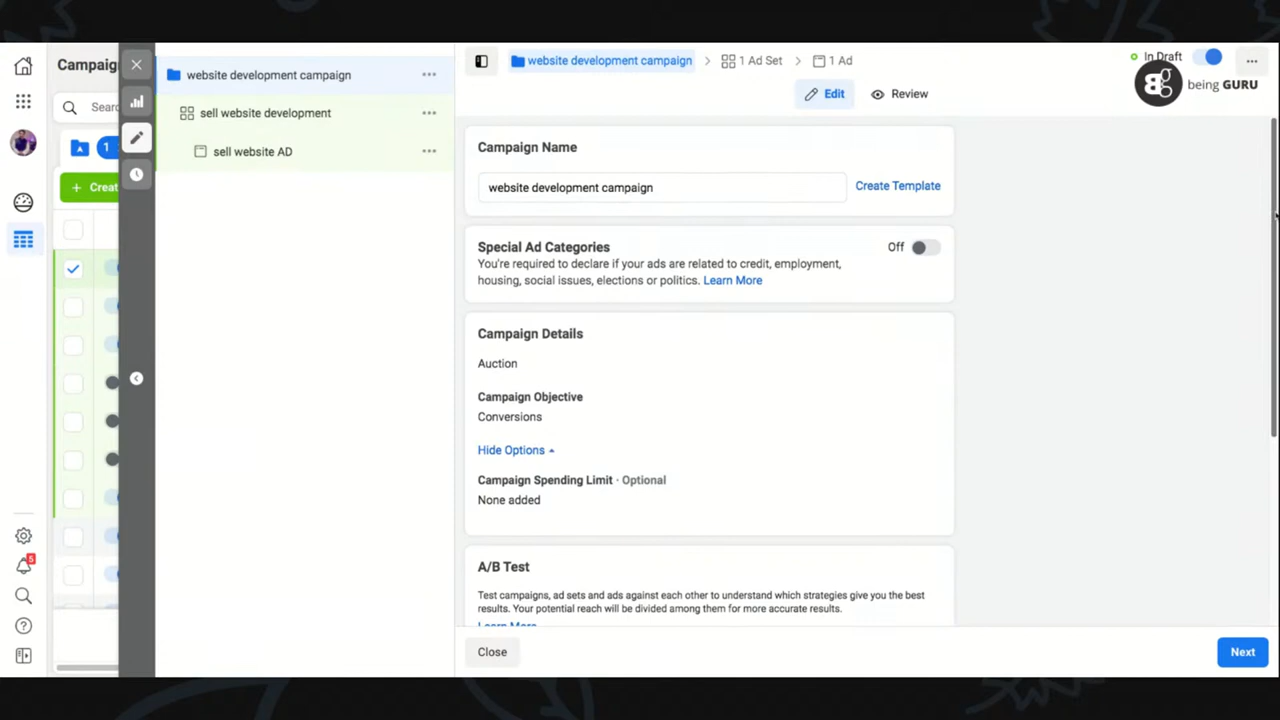 Campaig
Searc
1
+ Creat
5
website development campaign
sell website development
sell website AD
website development campaign > 1 Ad Set > 1 Ad
In Draft
being GURU
Edit
Review
Campaign Name
website development campaign
Create Template
Special Ad Categories
Off
You're required to declare if your ads are related to credit, employment,
housing, social issues, elections or politics. Learn More
Campaign Details
Auction
Campaign Objective
Conversions
Hide Options
Campaign Spending Limit · Optional
None added
A/B Test
Test campaigns, ad sets and ads against each other to understand which strategies give you the best
results. Your potential reach will be divided among them for more accurate results.
Learn More
Close
Next